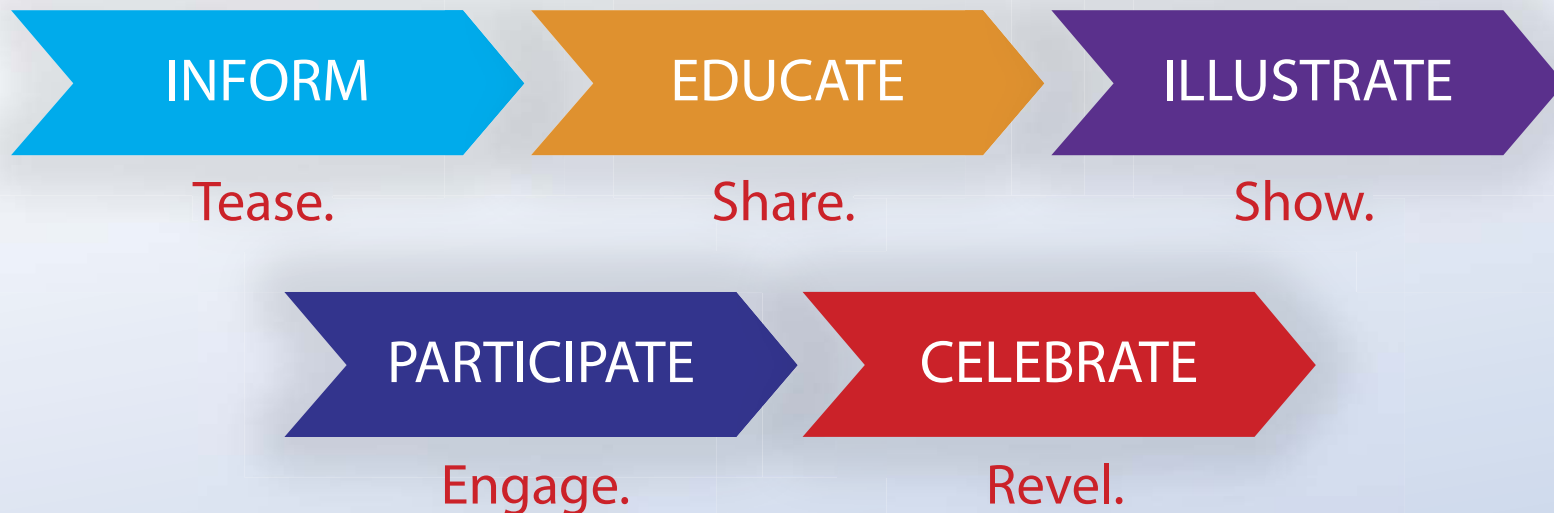 INFORM EDUCATE ILLUSTRATE
Tease. Share. Show.
PARTICIPATE CELEBRATE
Engage. Revel.